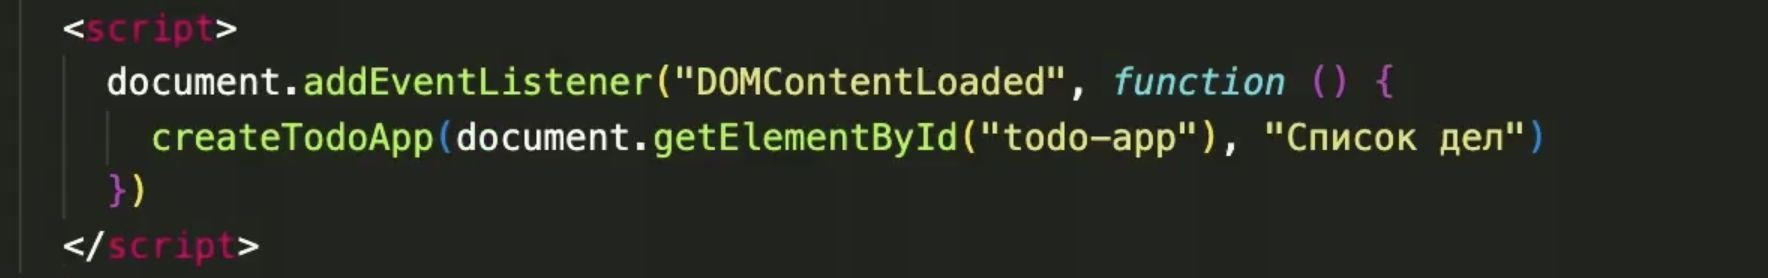 <script>
document.addEventListener("DOMContentLoaded", function () {
createTodoApp(document.getElementById("todo-app"), "Список дел")
})
</script>